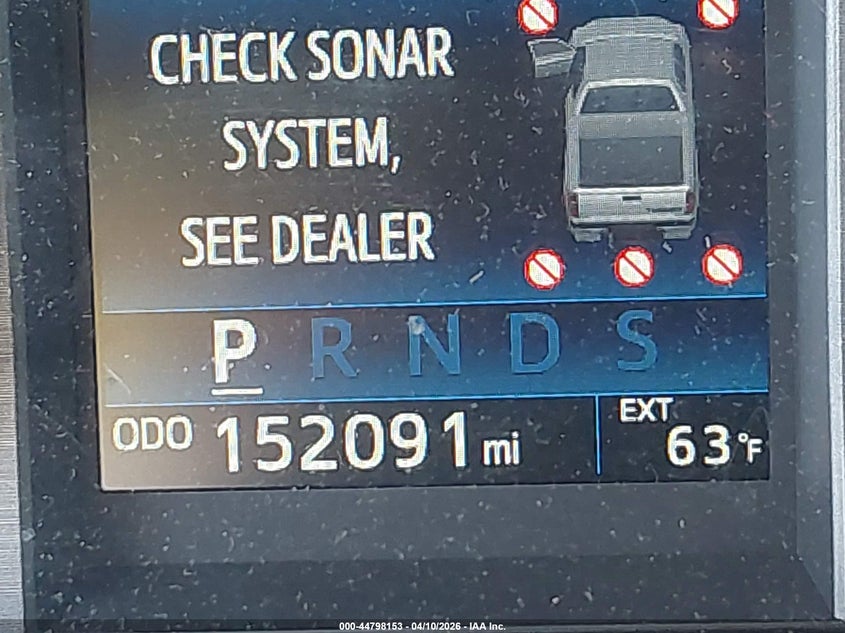 CHECK SONAR
SYSTEM,
SEE DEALER
P R N D S
ODO 152091 mi
EXT
63°F
000-44798153 - 04/10/2026 - IAA Inc.